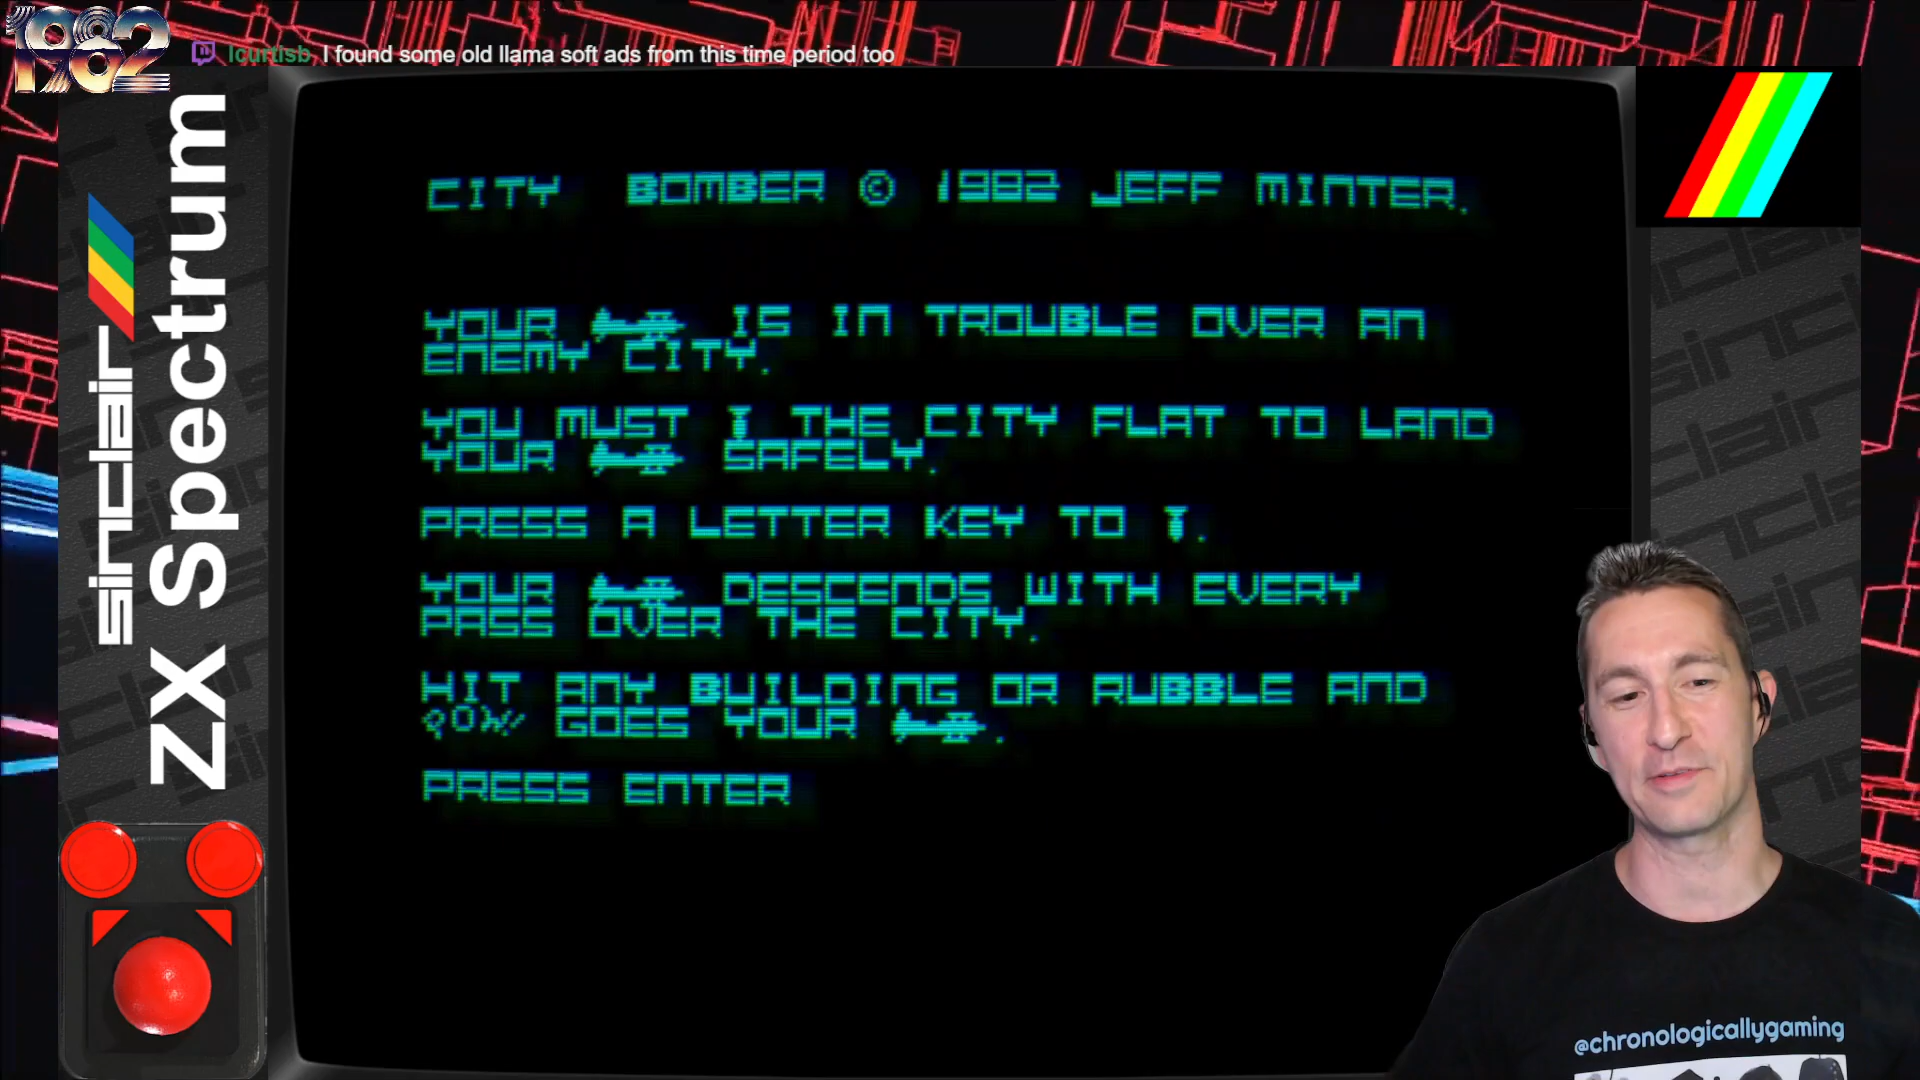 1982
lcurtisb I found some old llama soft ads from this time period too
sinclair
ZX Spectrum
CITY BOMBER © 1982 JEFF MINTER.
YOUR IS IN TROUBLE OVER AN
ENEMY CITY.
YOU MUST THE CITY FLAT TO LAND
YOUR SAFELY.
PRESS A LETTER KEY TO .
YOUR DESCENDS WITH EVERY
PASS OVER THE CITY.
HIT ANY BUILDING OR RUBBLE AND
POW! GOES YOUR .
PRESS ENTER
@chronologicallygaming